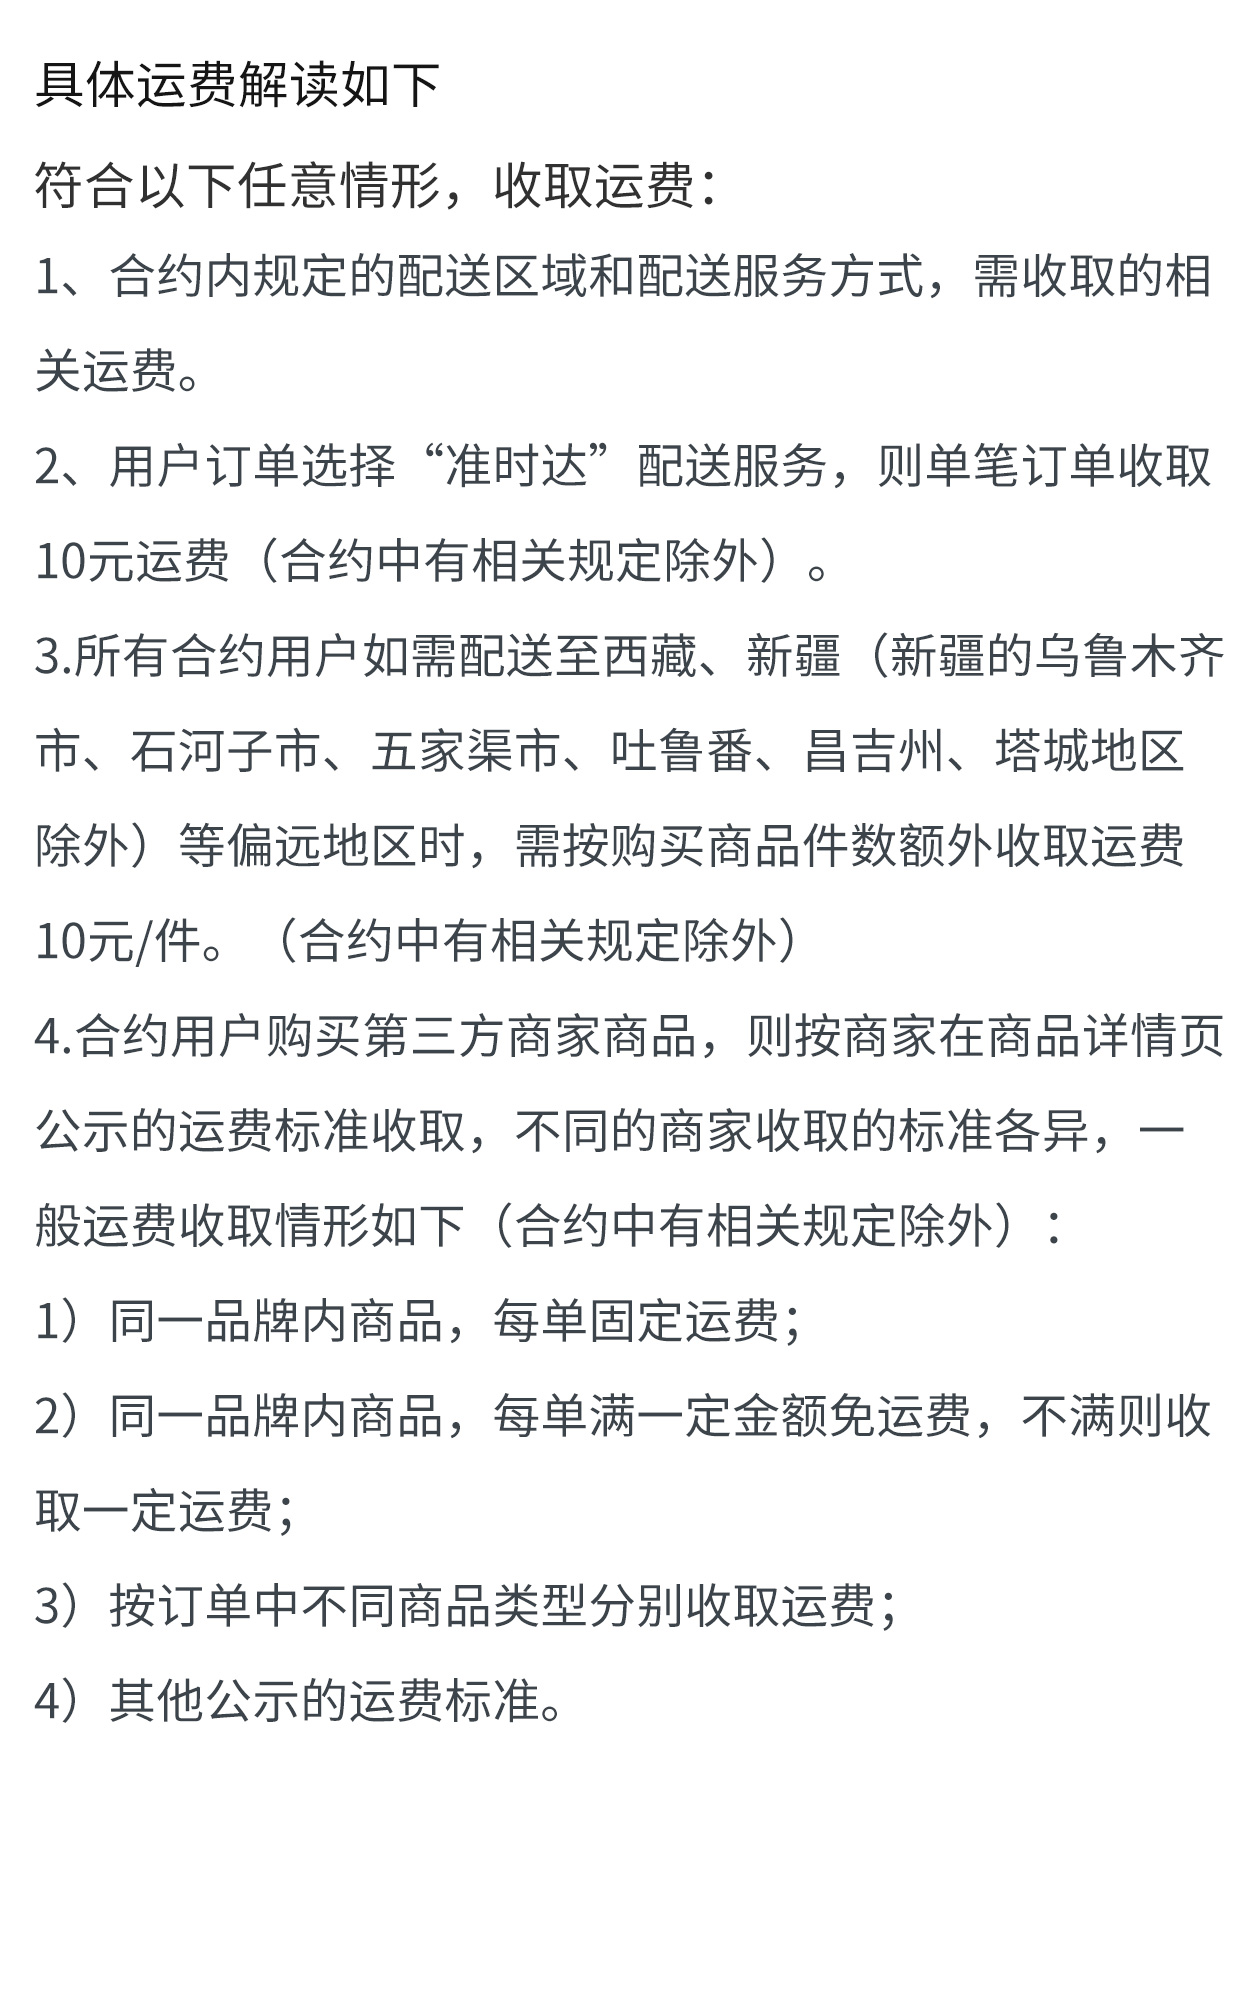 具体运费解读如下
符合以下任意情形，收取运费：
1、合约内规定的配送区域和配送服务方式，需收取的相
关运费。
2、用户订单选择“准时达”配送服务，则单笔订单收取
10元运费（合约中有相关规定除外）。
3.所有合约用户如需配送至西藏、新疆（新疆的乌鲁木齐
市、石河子市、五家渠市、吐鲁番、昌吉州、塔城地区
除外）等偏远地区时，需按购买商品件数额外收取运费
10元/件。（合约中有相关规定除外）
4.合约用户购买第三方商家商品，则按商家在商品详情页
公示的运费标准收取，不同的商家收取的标准各异，一
般运费收取情形如下（合约中有相关规定除外）：
1）同一品牌内商品，每单固定运费；
2）同一品牌内商品，每单满一定金额免运费，不满则收
取一定运费；
3）按订单中不同商品类型分别收取运费；
4）其他公示的运费标准。